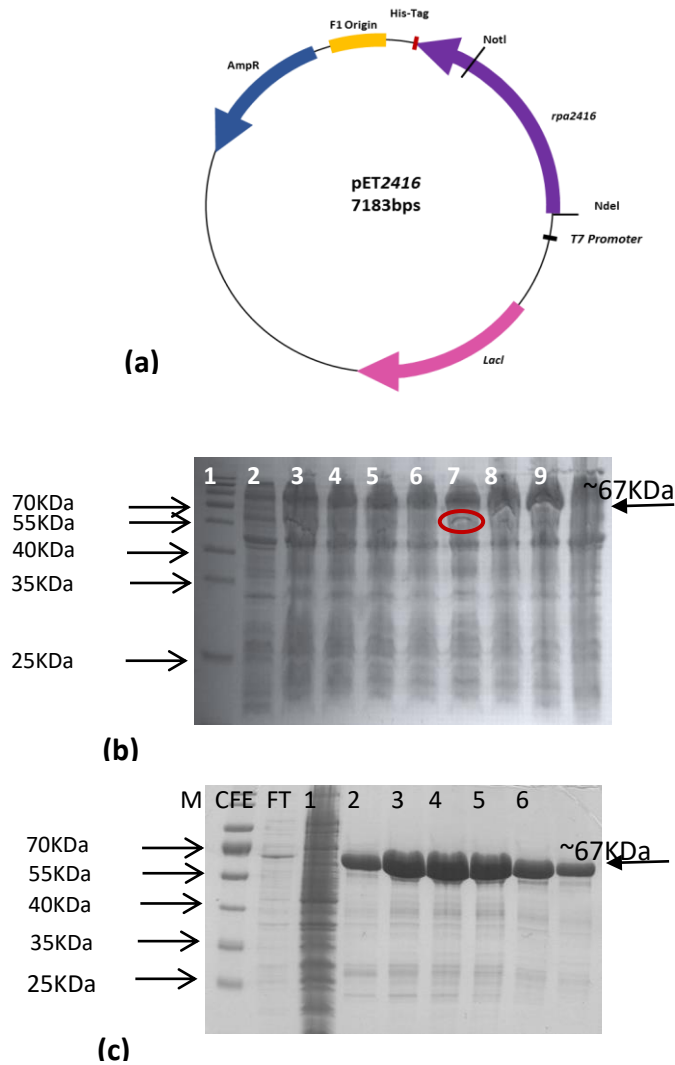 His-Tag
F1 Origin
NotI
AmpR
rpa2416
pET2416
7183bps
NdeI
T7 Promoter
LacI
(a)
1 2 3 4 5 6 7 8 9
~67KDa
70KDa
55KDa
40KDa
35KDa
25KDa
(b)
M CFE FT 1 2 3 4 5 6
~67KDa
70KDa
55KDa
40KDa
35KDa
25KDa
(c)